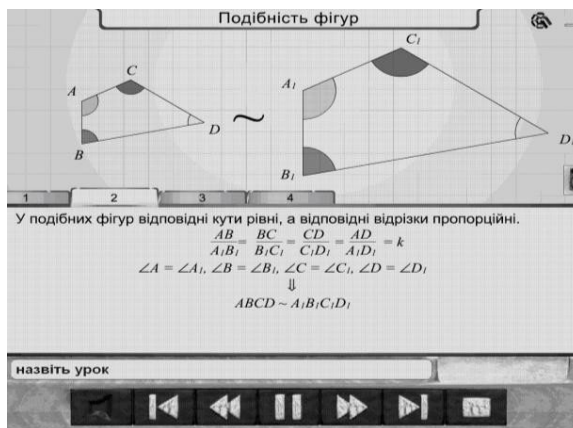 Подібність фігур
A
B
C
D
~
A₁
B₁
C₁
D₁
1 2 3 4
У подібних фігур відповідні кути рівні, а відповідні відрізки пропорційні.
AB/A₁B₁ = BC/B₁C₁ = CD/C₁D₁ = AD/A₁D₁ = k
∠A = ∠A₁, ∠B = ∠B₁, ∠C = ∠C₁, ∠D = ∠D₁
⇓
ABCD ~ A₁B₁C₁D₁
назвіть урок